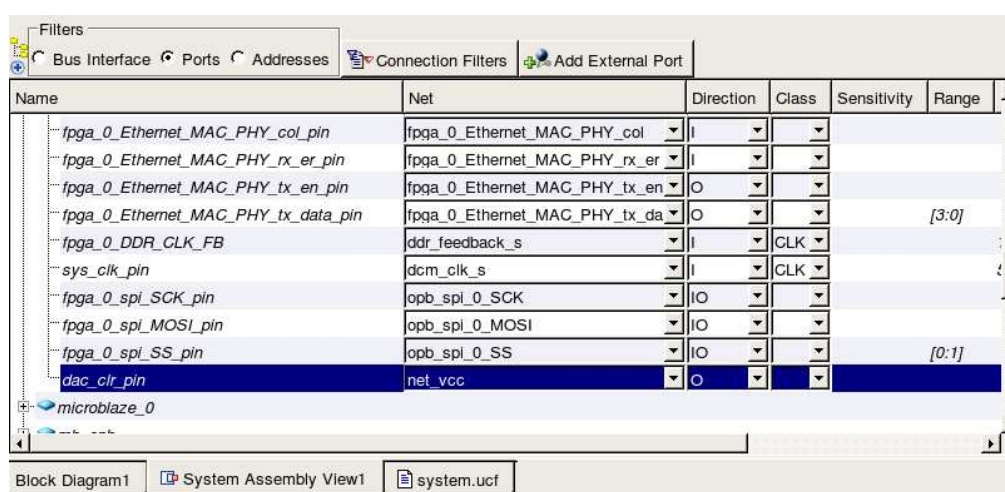 Filters
Bus Interface Ports Addresses Connection Filters Add External Port
Name Net Direction Class Sensitivity Range
fpga_0_Ethernet_MAC_PHY_col_pin fpga_0_Ethernet_MAC_PHY_col I
fpga_0_Ethernet_MAC_PHY_rx_er_pin fpga_0_Ethernet_MAC_PHY_rx_er I
fpga_0_Ethernet_MAC_PHY_tx_en_pin fpga_0_Ethernet_MAC_PHY_tx_en O
fpga_0_Ethernet_MAC_PHY_tx_data_pin fpga_0_Ethernet_MAC_PHY_tx_da O [3:0]
fpga_0_DDR_CLK_FB ddr_feedback_s I CLK
sys_clk_pin dcm_clk_s I CLK
fpga_0_spi_SCK_pin opb_spi_0_SCK IO
fpga_0_spi_MOSI_pin opb_spi_0_MOSI IO
fpga_0_spi_SS_pin opb_spi_0_SS IO [0:1]
dac_clr_pin net_vcc O
microblaze_0
Block Diagram1 System Assembly View1 system.ucf